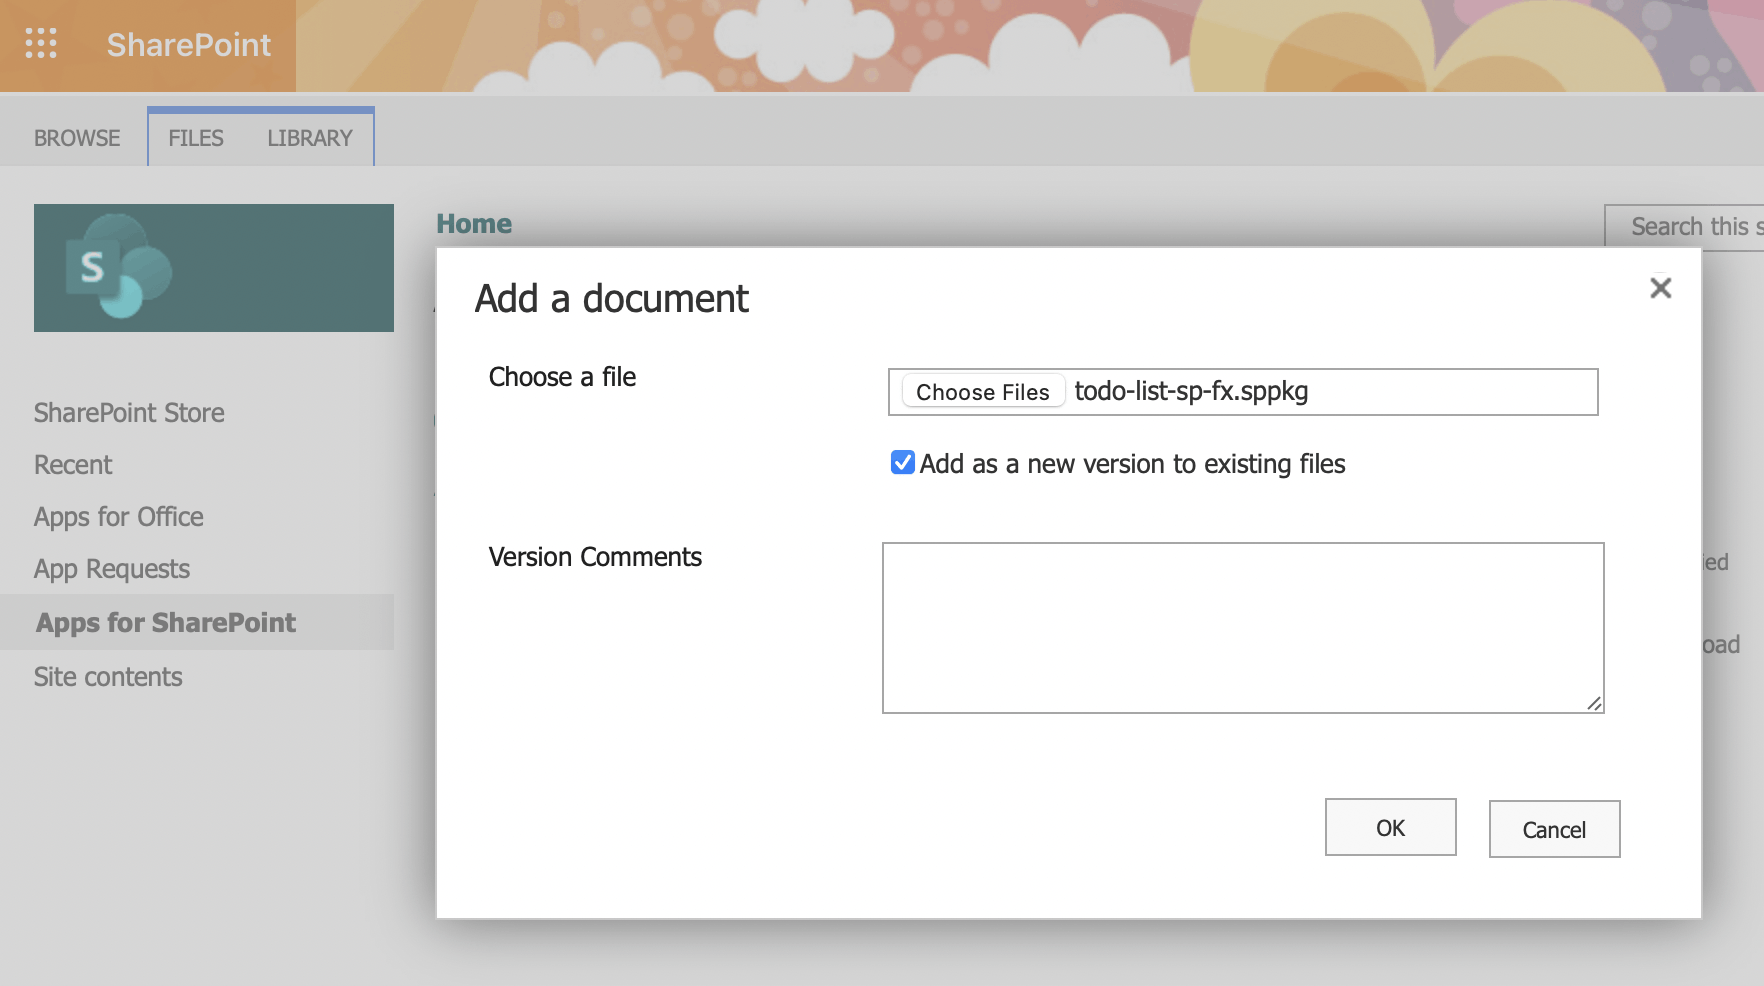 SharePoint
BROWSE
FILES
LIBRARY
S
Home
Search this s
Add a document
Choose a file
Choose Files todo-list-sp-fx.sppkg
Add as a new version to existing files
Version Comments
OK
Cancel
SharePoint Store
Recent
Apps for Office
App Requests
Apps for SharePoint
Site contents
ied
oad